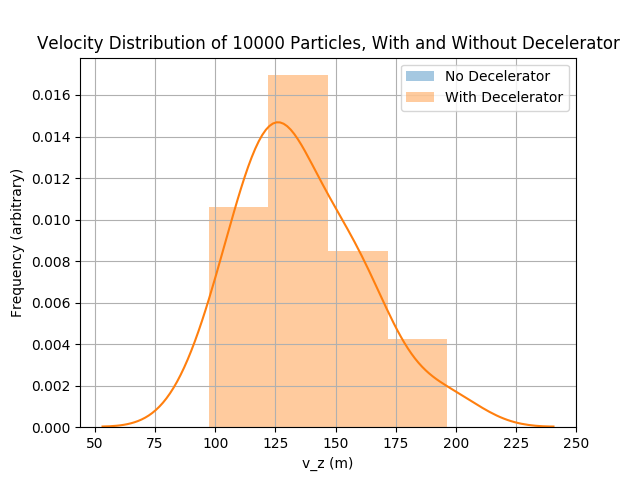 Velocity Distribution of 10000 Particles, With and Without Decelerator
No Decelerator
With Decelerator
Frequency (arbitrary)
0.016
0.014
0.012
0.010
0.008
0.006
0.004
0.002
0.000
50 75 100 125 150 175 200 225 250
v_z (m)